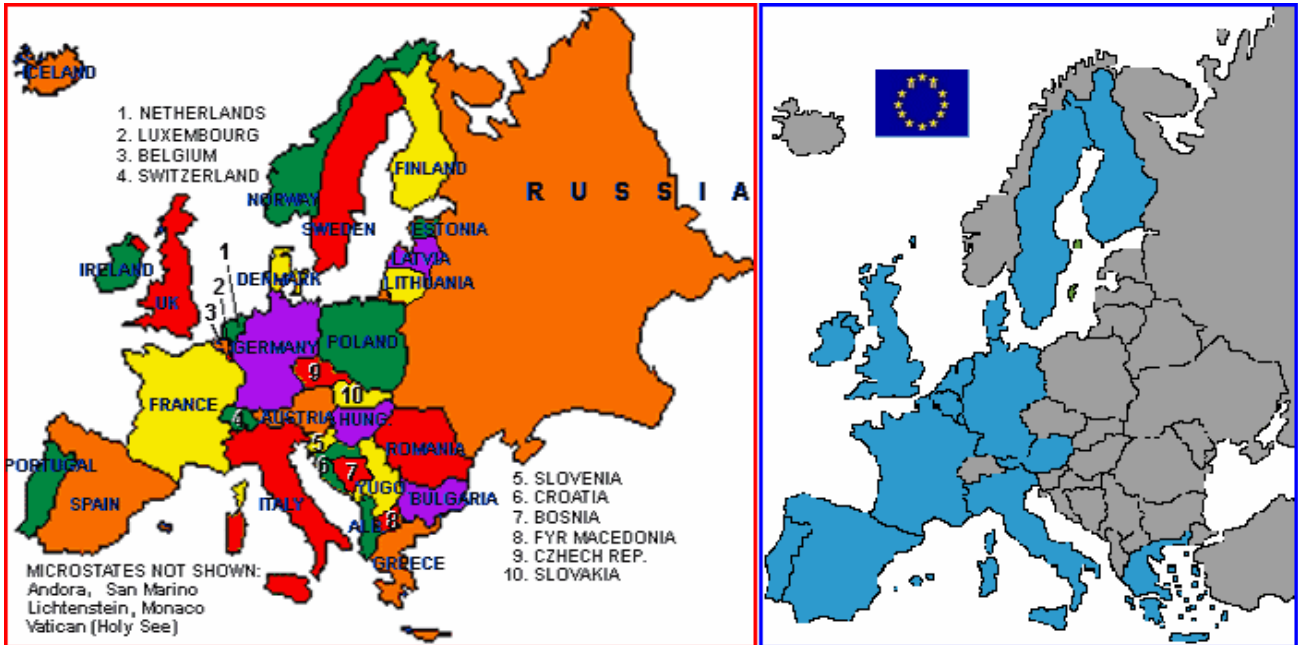 ICELAND
1. NETHERLANDS
2. LUXEMBOURG
3. BELGIUM
4. SWITZERLAND
FINLAND
R U S S I A
NORWAY
SWEDEN
ESTONIA
1
IRELAND
LATVIA
2
DENMARK
LITHUANIA
3
UK
GERMANY
POLAND
9
10
FRANCE
4
AUSTRIA
HUNG.
5
ROMANIA
PORTUGAL
6
7
YUGO
5. SLOVENIA
SPAIN
ITALY
BULGARIA
6. CROATIA
7. BOSNIA
ALB
8
8. FYR MACEDONIA
9. CZHECH REP.
GREECE
10. SLOVAKIA
MICROSTATES NOT SHOWN:
Andora, San Marino
Lichtenstein, Monaco
Vatican (Holy See)